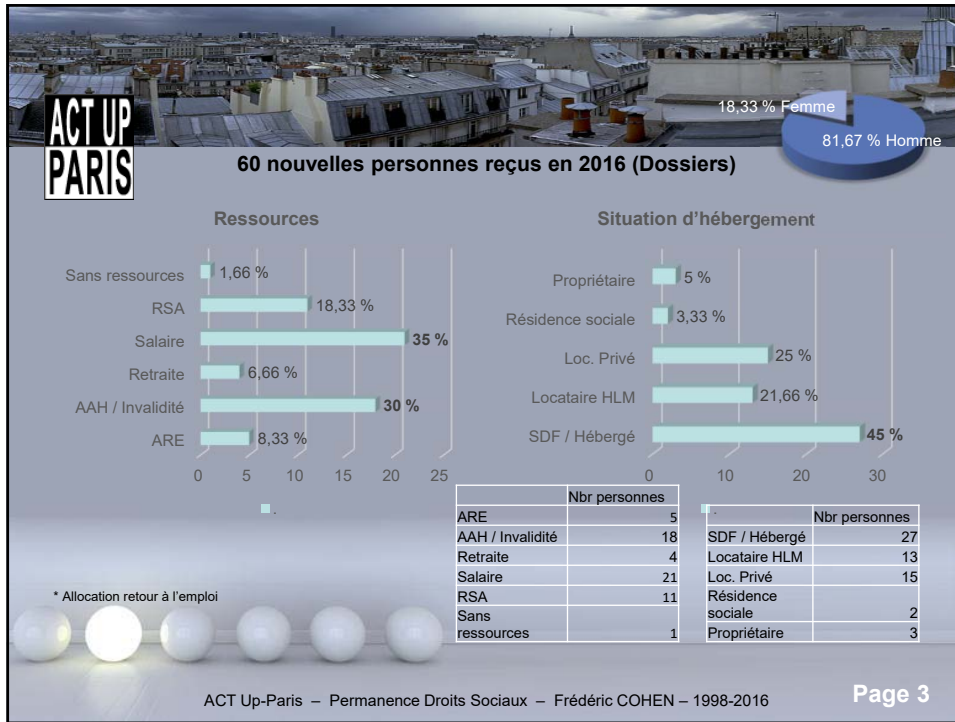 ACT UP
PARIS
18,33 % Femme
81,67 % Homme
60 nouvelles personnes reçus en 2016 (Dossiers)
Ressources
Sans ressources 1,66 %
RSA 18,33 %
Salaire 35 %
Retraite 6,66 %
AAH / Invalidité 30 %
ARE 8,33 %
0 5 10 15 20 25
.
Situation d’hébergement
Propriétaire 5 %
Résidence sociale 3,33 %
Loc. Privé 25 %
Locataire HLM 21,66 %
SDF / Hébergé 45 %
0 10 20 30
.
Nbr personnes
ARE 5
AAH / Invalidité 18
Retraite 4
Salaire 21
RSA 11
Sans
ressources 1
Nbr personnes
SDF / Hébergé 27
Locataire HLM 13
Loc. Privé 15
Résidence
sociale 2
Propriétaire 3
* Allocation retour à l’emploi
ACT Up-Paris – Permanence Droits Sociaux – Frédéric COHEN – 1998-2016
Page 3